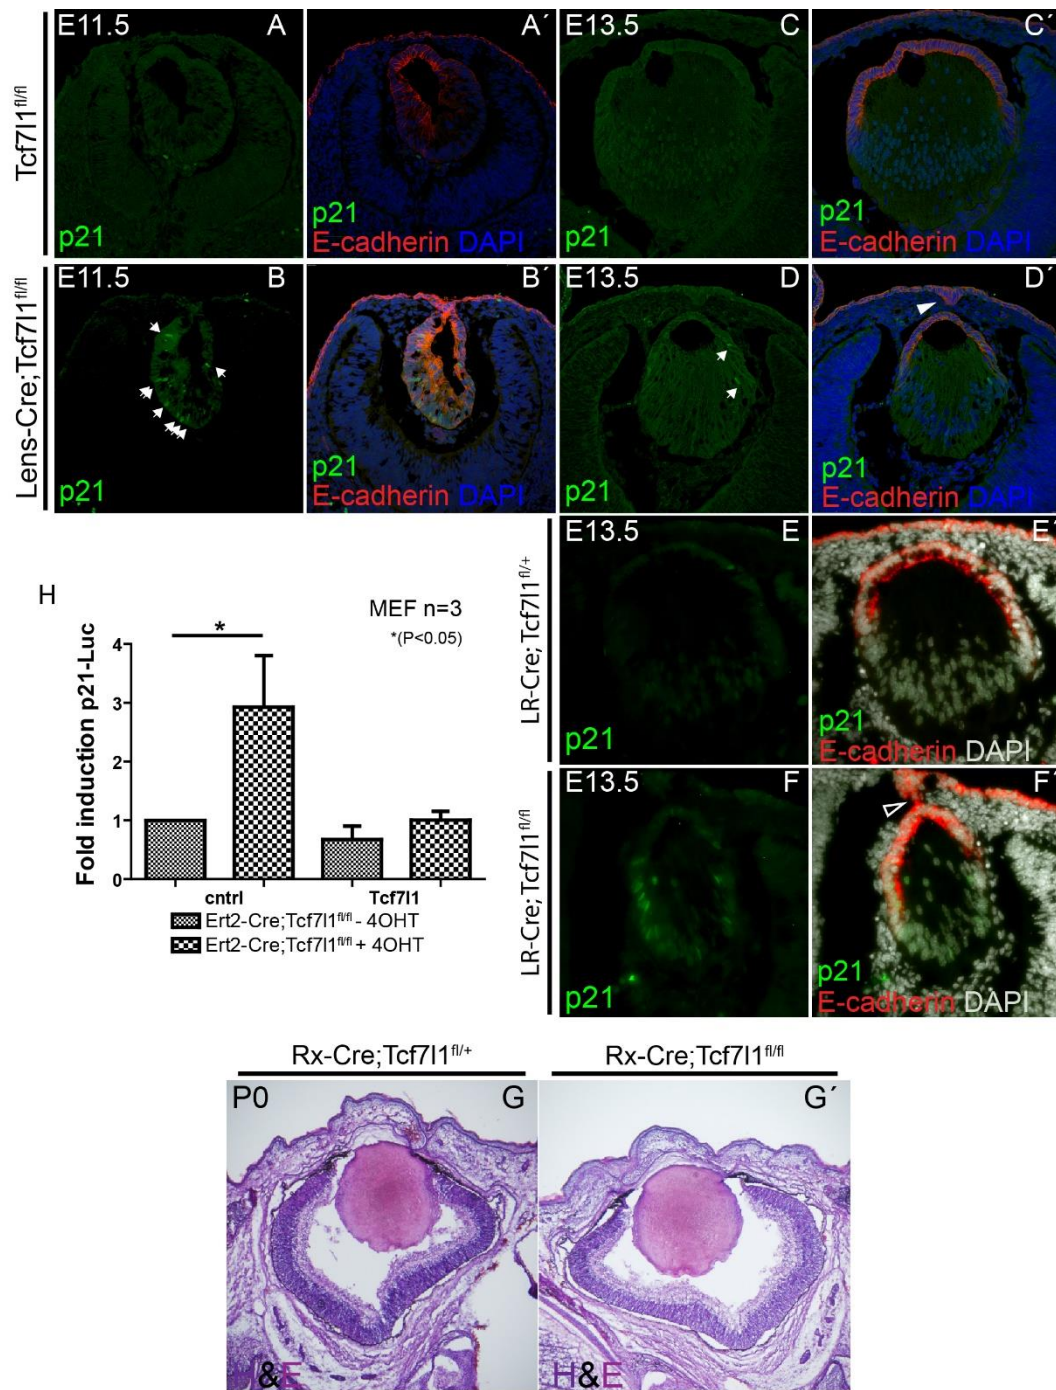 E11.5 A A´ E13.5 C C´
Tcf7l1fl/fl
p21
p21
E-cadherin DAPI
p21
p21
E-cadherin DAPI
E11.5 B B´ E13.5 D D´
Lens-Cre;Tcf7l1fl/fl
p21
p21
E-cadherin DAPI
p21
p21
E-cadherin DAPI
E13.5 E E´
LR-Cre; Tcf7l1fl/+
p21
p21
E-cadherin DAPI
E13.5 F F´
LR-Cre; Tcf7l1fl/fl
p21
p21
E-cadherin DAPI
H
MEF n=3
*(P<0.05)
*
Fold induction p21-Luc
4
3
2
1
0
cntrl Tcf7l1
Ert2-Cre;Tcf7l1fl/fl - 4OHT
Ert2-Cre;Tcf7l1fl/fl + 4OHT
Rx-Cre;Tcf7l1fl/+ Rx-Cre;Tcf7l1fl/fl
P0 G G´
&E H&E